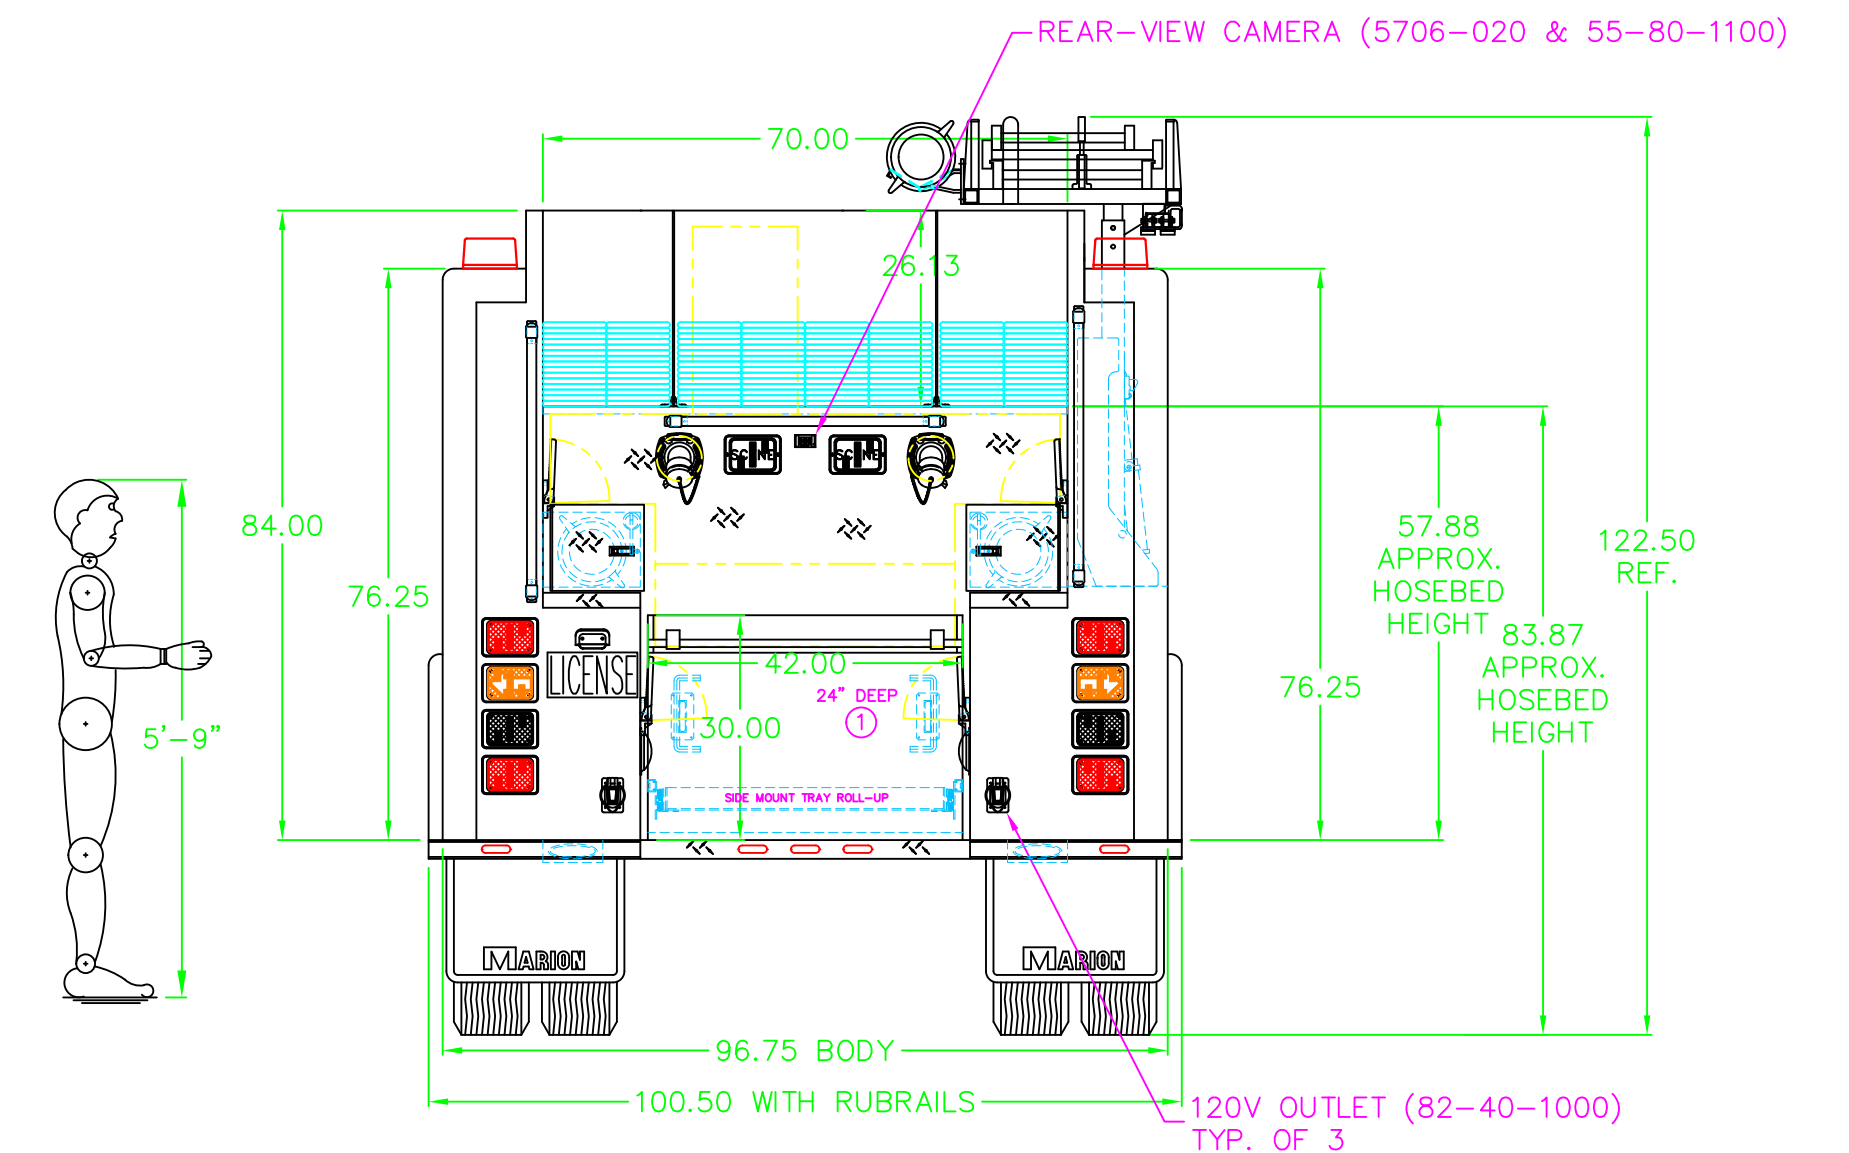 REAR-VIEW CAMERA (5706-020 & 55-80-1100)
70.00
26.13
SCENE
SCENE
84.00
76.25
57.88
APPROX.
HOSEBED
HEIGHT
122.50
REF.
83.87
APPROX.
HOSEBED
HEIGHT
76.25
LICENSE
42.00
24" DEEP
1
30.00
5'-9"
SIDE MOUNT TRAY ROLL-UP
MARION
MARION
96.75 BODY
100.50 WITH RUBRAILS
120V OUTLET (82-40-1000)
TYP. OF 3